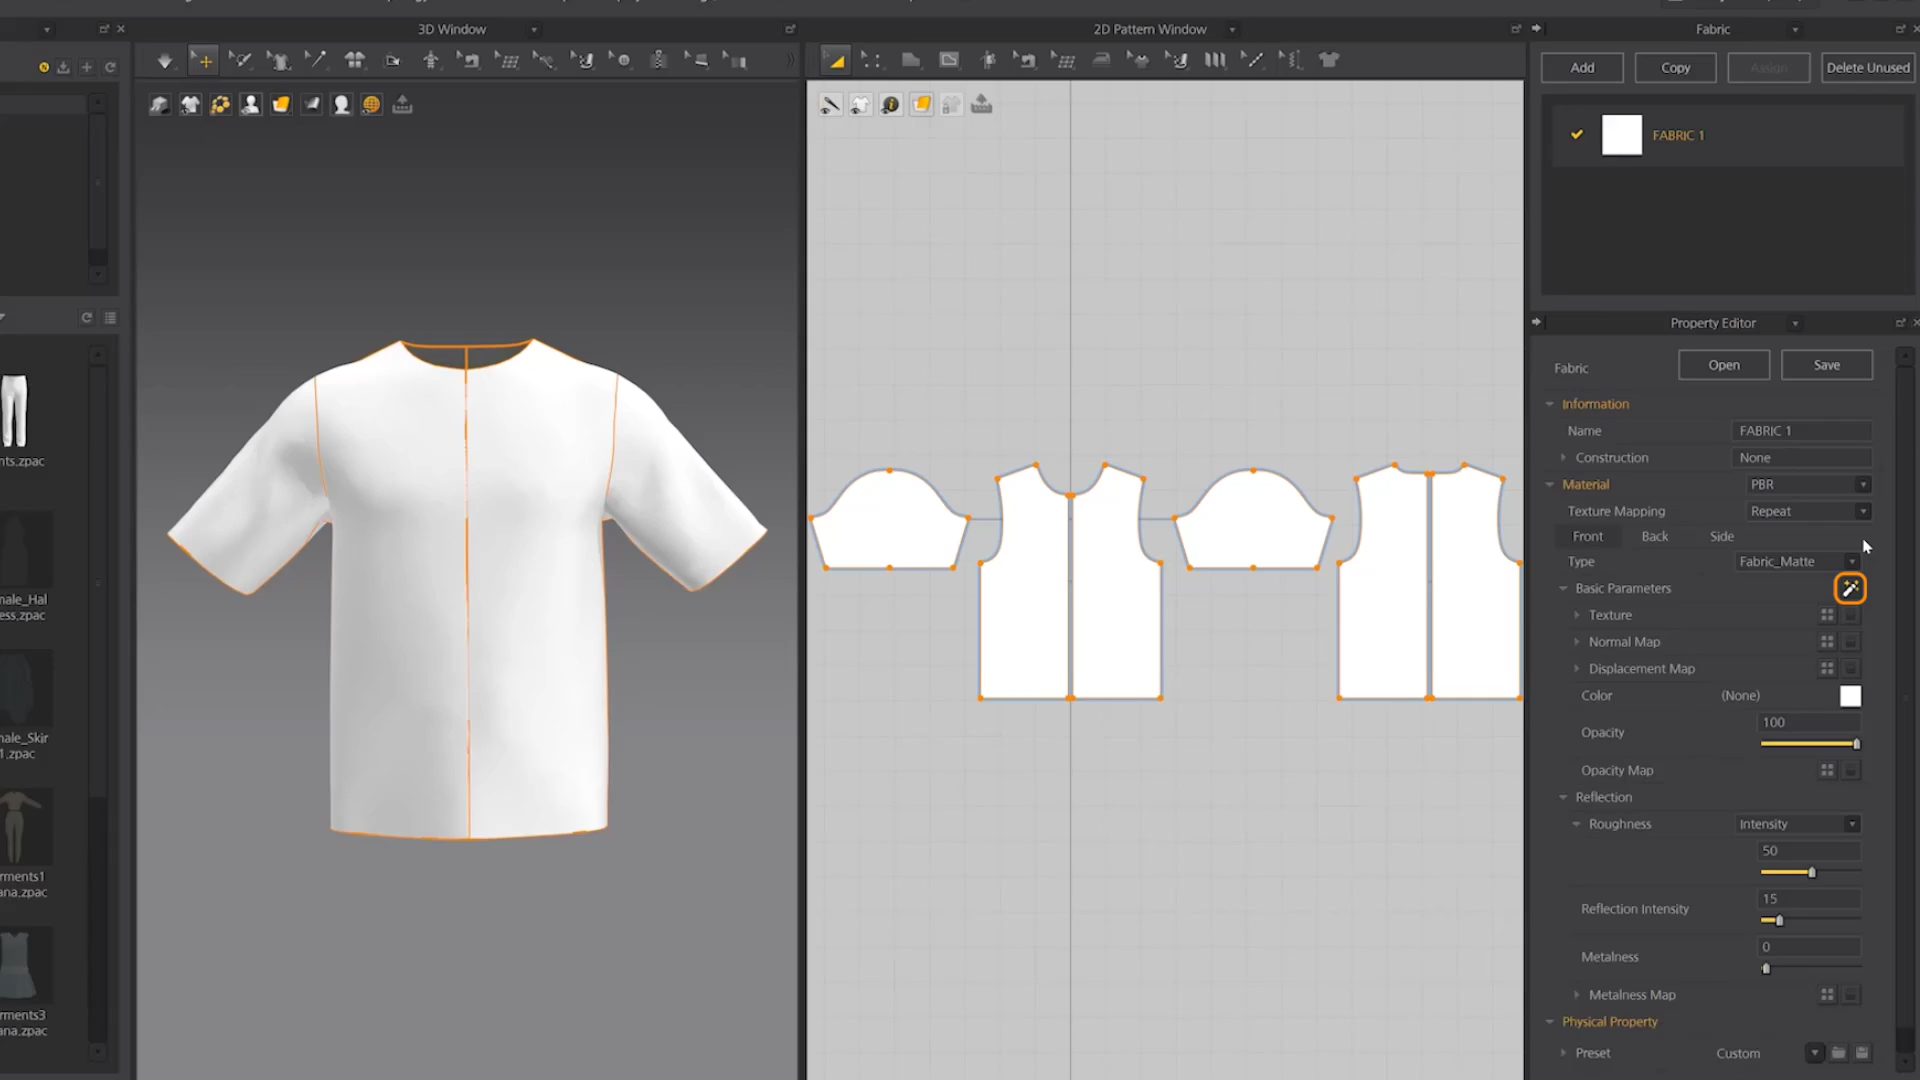 3D Window
2D Pattern Window
Fabric
Add
Copy
Assign
Delete Unused
FABRIC 1
Property Editor
Fabric
Open
Save
Information
Name
FABRIC 1
Construction
None
Material
PBR
Texture Mapping
Repeat
Front
Back
Side
Type
Fabric_Matte
Basic Parameters
Texture
Normal Map
Displacement Map
Color
(None)
Opacity
100
Opacity Map
Reflection
Roughness
Intensity
50
Reflection Intensity
15
Metalness
0
Metalness Map
Physical Property
Preset
Custom
nts.zpac
nale_Hal
ess.zpac
nale_Skir
1.zpac
rments1
ana.zpac
rments3
ana.zpac